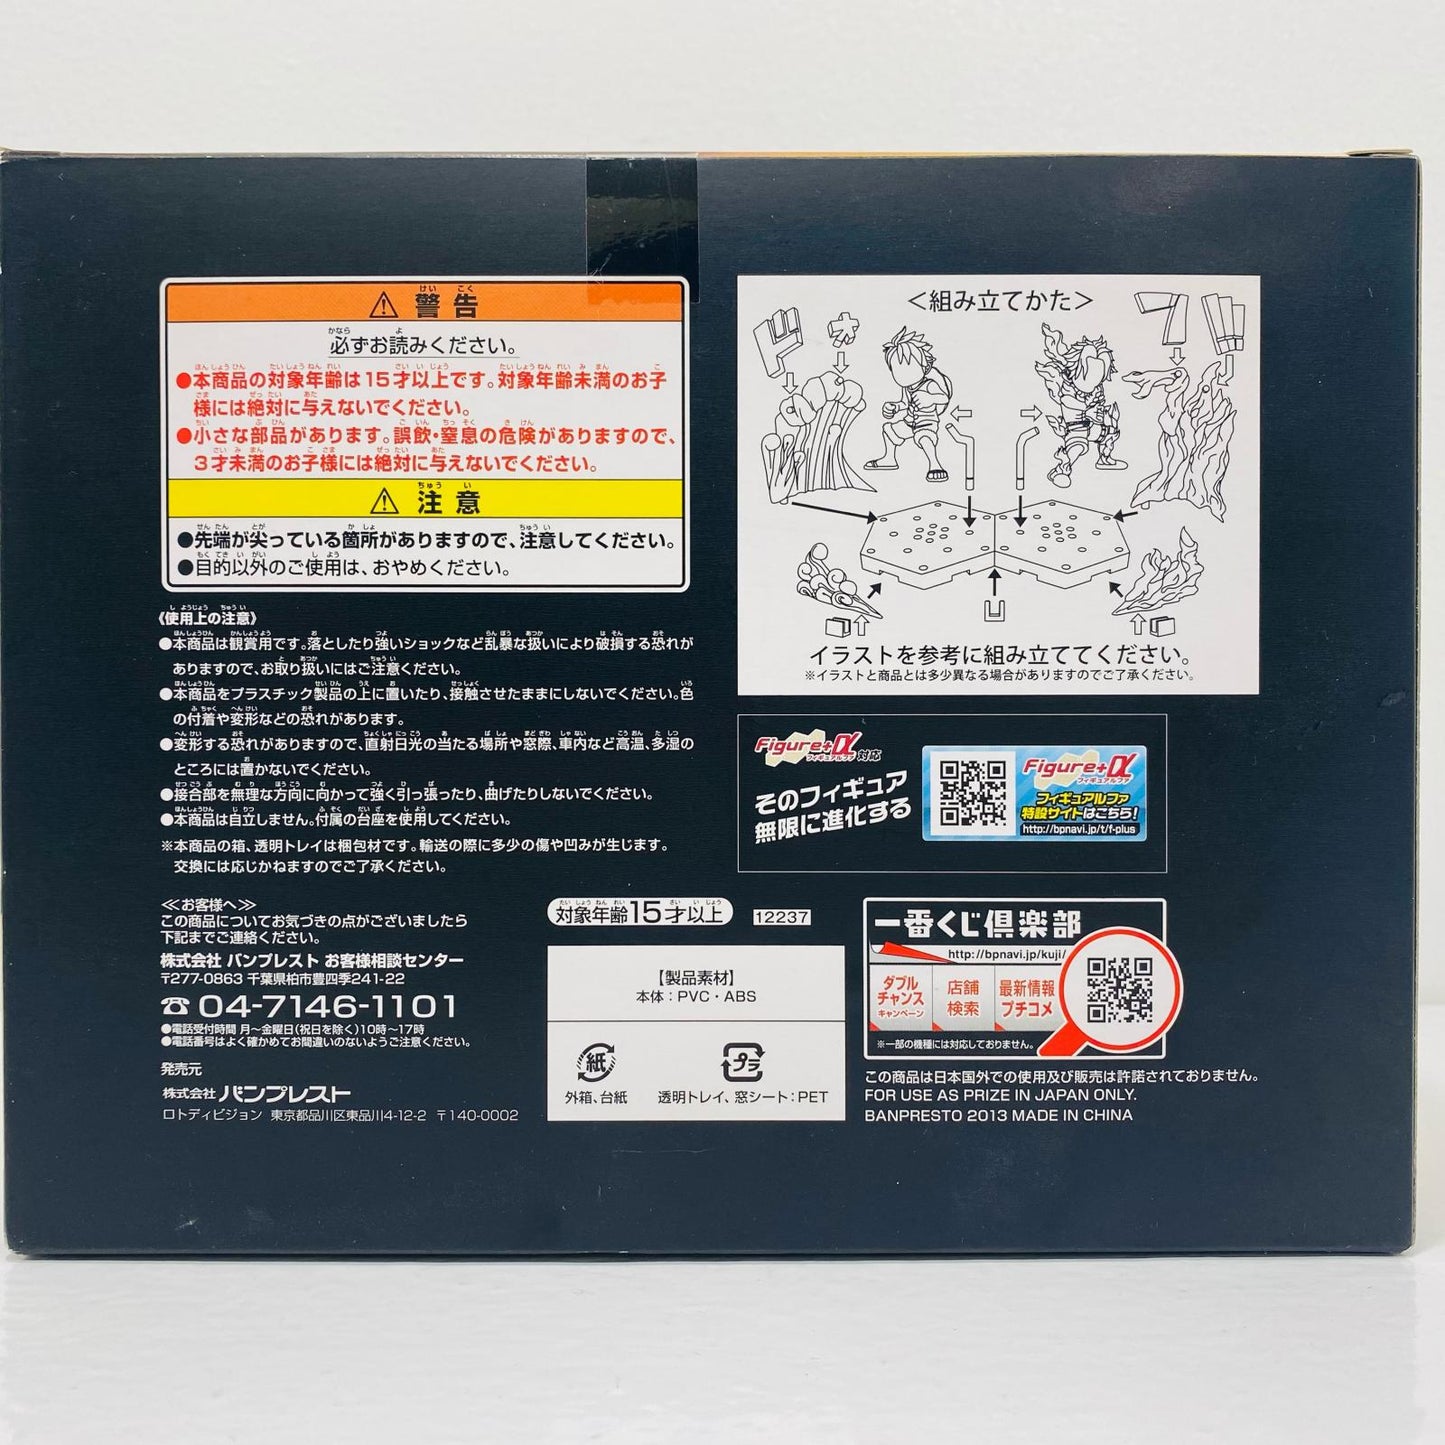 ⚠ 警告
必ずお読みください。
●本商品の対象年齢は15才以上です。対象年齢未満のお子
様には絶対に与えないでください。
●小さな部品があります。誤飲・窒息の危険がありますので、
3才未満のお子様には絶対に与えないでください。
⚠ 注意
●先端が尖っている箇所がありますので、注意してください。
●目的以外のご使用は、おやめください。
《使用上の注意》
●本商品は観賞用です。落としたり強いショックなど乱暴な扱いにより破損する恐れが
ありますので、お取り扱いにはご注意ください。
●本商品をプラスチック製品の上に置いたり、接触させたままにしないでください。色
の付着や変形などの恐れがあります。
●変形する恐れがありますので、直射日光の当たる場所や窓際、車内など高温、多湿の
ところには置かないでください。
●接合部を無理な方向に向かって強く引っ張ったり、曲げたりしないでください。
●本商品は自立しません。付属の台座を使用してください。
※本商品の箱、透明トレイは梱包材です。輸送の際に多少の傷や凹みが生じます。
交換には応じかねますのでご了承ください。
≪お客様へ≫
この商品についてお気づきの点がございましたら
下記までご連絡ください。
株式会社 バンプレスト お客様相談センター
〒277-0863 千葉県柏市豊四季241-22
☎04-7146-1101
●電話受付時間 月～金曜日(祝日を除く)10時～17時
●電話番号はよく確かめてお間違いのないようご注意ください。
発売元
株式会社 バンプレスト
ロトディビジョン 東京都品川区東品川4-12-2 〒140-0002
対象年齢15才以上
12237
【製品素材】
本体：PVC・ABS
紙
外箱、台紙
プラ
透明トレイ、窓シート：PET
＜組み立てかた＞
イラストを参考に組み立ててください。
※イラストと商品とは多少異なる場合がありますのでご了承ください。
Figure+α 対応
フィギュアルファ
そのフィギュア
無限に進化する
Figure+α
フィギュアルファ
フィギュアルファ
特設サイトはこちら!
http://bpnavi.jp/t/f-plus
一番くじ倶楽部
http://bpnavi.jp/kuji/
ダブル
チャンス
キャンペーン
店舗
検索
最新情報
プチコメ
※一部の機種には対応しておりません。
この商品は日本国外での使用及び販売は許諾されておりません。
FOR USE AS PRIZE IN JAPAN ONLY.
BANPRESTO 2013 MADE IN CHINA